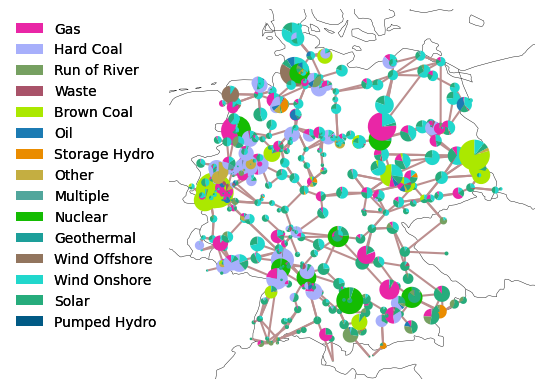 Gas
Hard Coal
Run of River
Waste
Brown Coal
Oil
Storage Hydro
Other
Multiple
Nuclear
Geothermal
Wind Offshore
Wind Onshore
Solar
Pumped Hydro